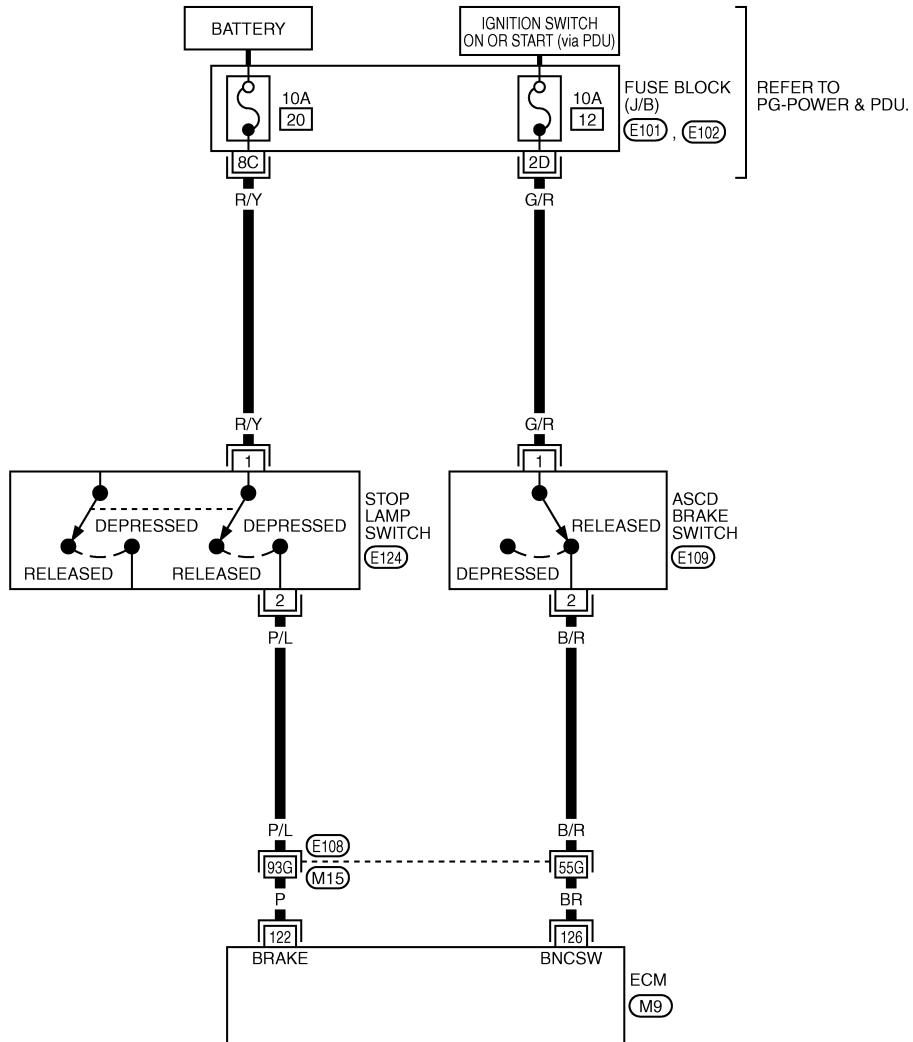 BATTERY
IGNITION SWITCH
ON OR START (via PDU)
10A
20
10A
12
FUSE BLOCK
(J/B)
E101 , E102
REFER TO
PG-POWER & PDU.
8C
2D
R/Y
G/R
R/Y
G/R
1
1
DEPRESSED
DEPRESSED
RELEASED
RELEASED
STOP
LAMP
SWITCH
E124
RELEASED
DEPRESSED
ASCD
BRAKE
SWITCH
E109
2
2
P/L
B/R
P/L
B/R
E108
93G
55G
M15
P
BR
122
126
BRAKE
BNCSW
ECM
M9